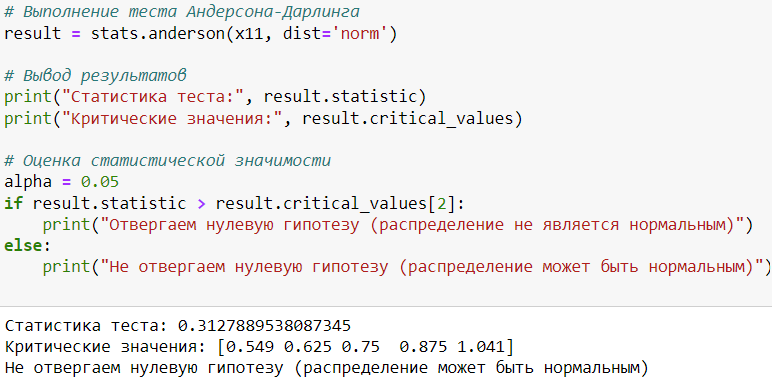 # Выполнение теста Андерсона-Дарлинга
result = stats.anderson(x11, dist='norm')
# Вывод результатов
print("Статистика теста:", result.statistic)
print("Критические значения:", result.critical_values)
# Оценка статистической значимости
alpha = 0.05
if result.statistic > result.critical_values[2]:
    print("Отвергаем нулевую гипотезу (распределение не является нормальным)")
else:
    print("Не отвергаем нулевую гипотезу (распределение может быть нормальным)")
Статистика теста: 0.3127889538087345
Критические значения: [0.549 0.625 0.75  0.875 1.041]
Не отвергаем нулевую гипотезу (распределение может быть нормальным)